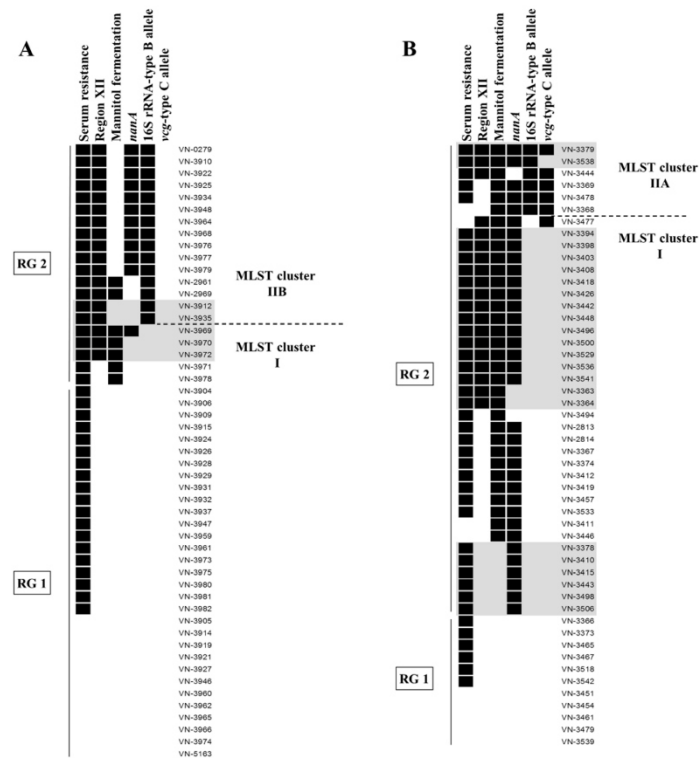 A
Serum resistance
Region XII
Mannitol fermentation
nanA
16S rRNA-type B allele
vcg-type C allele
VN-0279
VN-3910
VN-3922
VN-3925
VN-3934
VN-3948
VN-3964
VN-3968
VN-3976
VN-3977
VN-3979
VN-2961
VN-2969
VN-3912
VN-3935
VN-3969
VN-3970
VN-3972
VN-3971
VN-3978
VN-3904
VN-3906
VN-3909
VN-3915
VN-3924
VN-3926
VN-3928
VN-3929
VN-3931
VN-3932
VN-3937
VN-3947
VN-3959
VN-3961
VN-3973
VN-3975
VN-3980
VN-3981
VN-3982
VN-3905
VN-3914
VN-3919
VN-3921
VN-3927
VN-3946
VN-3960
VN-3962
VN-3965
VN-3966
VN-3974
VN-5163
RG 2
RG 1
MLST cluster
IIB
MLST cluster
I
B
Serum resistance
Region XII
Mannitol fermentation
nanA
16S rRNA-type B allele
vcg-type C allele
VN-3379
VN-3538
VN-3444
VN-3369
VN-3478
VN-3368
VN-3477
VN-3394
VN-3398
VN-3403
VN-3408
VN-3418
VN-3426
VN-3442
VN-3448
VN-3496
VN-3500
VN-3529
VN-3536
VN-3541
VN-3363
VN-3364
VN-3494
VN-2813
VN-2814
VN-3367
VN-3374
VN-3412
VN-3419
VN-3457
VN-3533
VN-3411
VN-3446
VN-3378
VN-3410
VN-3415
VN-3443
VN-3498
VN-3506
VN-3366
VN-3373
VN-3465
VN-3467
VN-3518
VN-3542
VN-3451
VN-3454
VN-3461
VN-3479
VN-3539
RG 2
RG 1
MLST cluster
IIA
MLST cluster
I